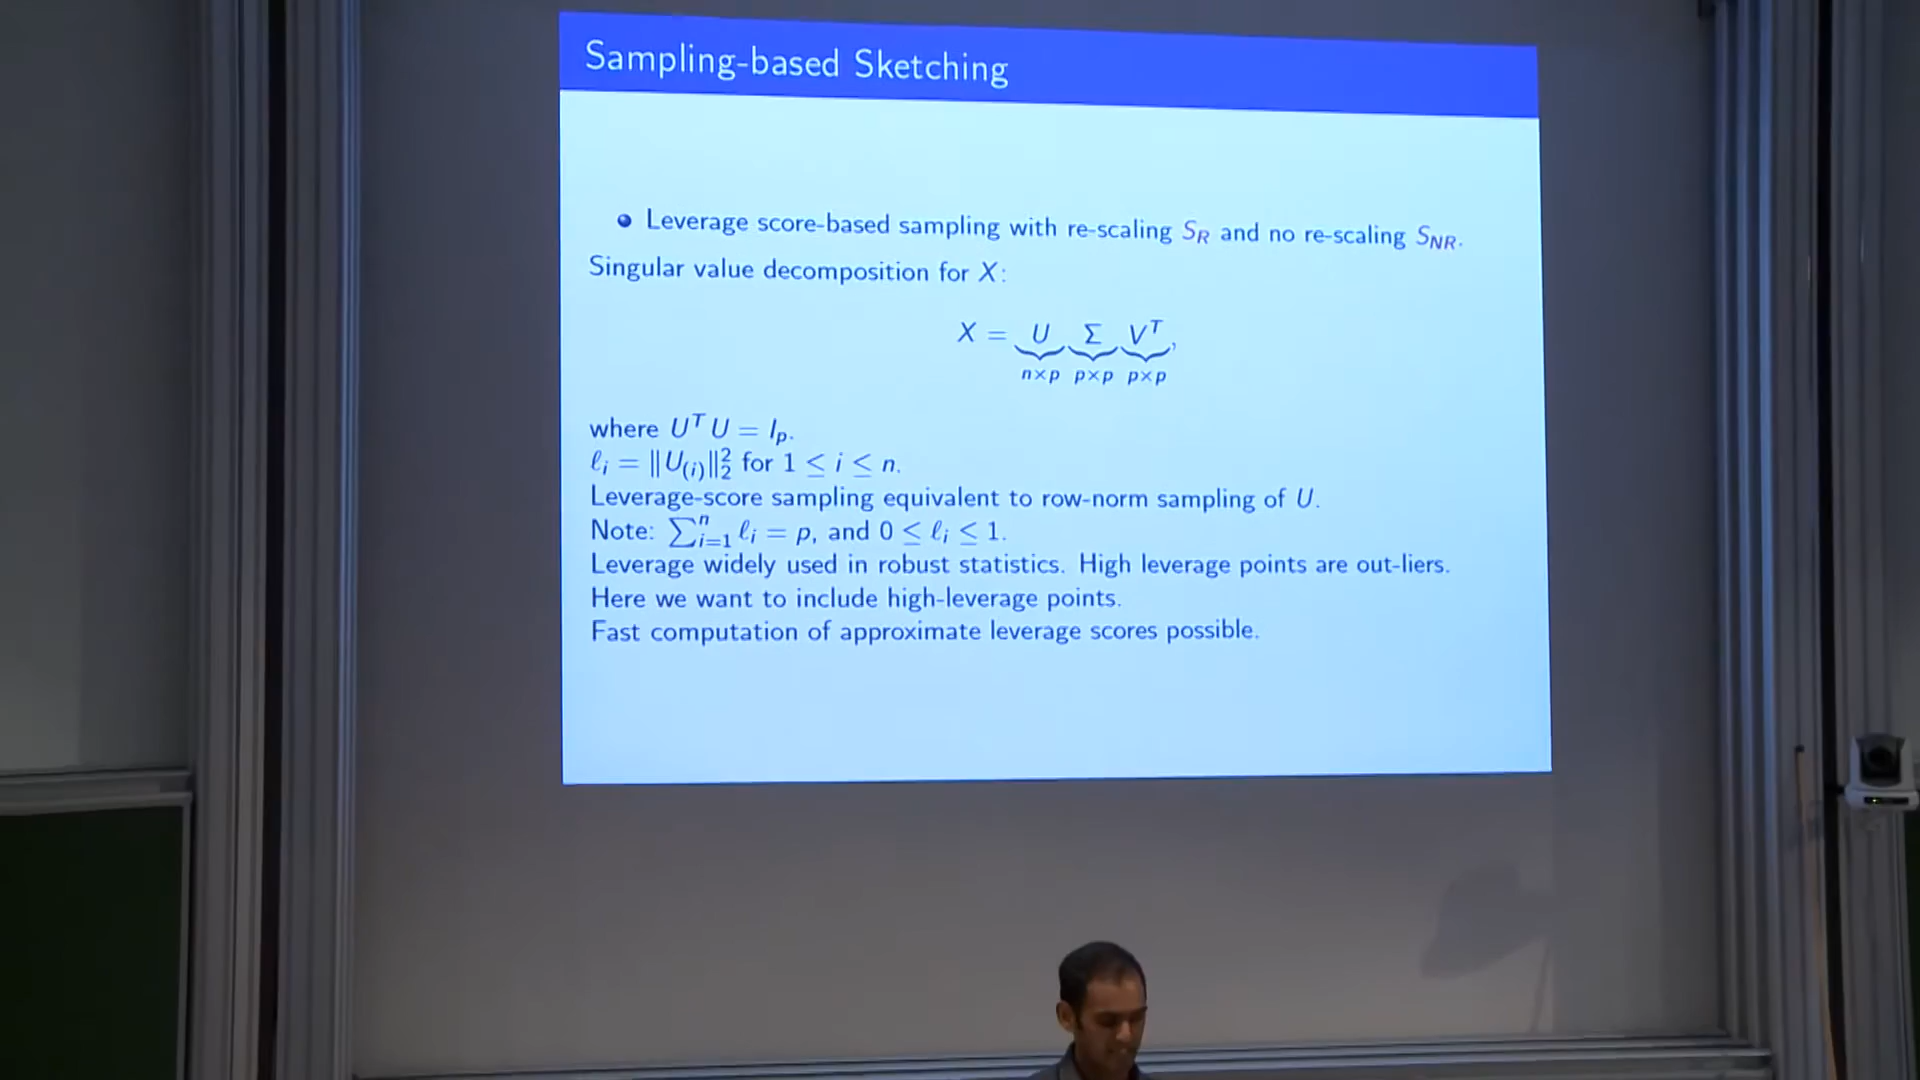 Sampling-based Sketching
Leverage score-based sampling with re-scaling S_R and no re-scaling S_NR.
Singular value decomposition for X:
X = U Σ V^T,
n×p p×p p×p
where U^T U = I_p.
ℓ_i = ‖U_(i)‖_2^2 for 1 ≤ i ≤ n.
Leverage-score sampling equivalent to row-norm sampling of U.
Note: ∑_{i=1}^n ℓ_i = p, and 0 ≤ ℓ_i ≤ 1.
Leverage widely used in robust statistics. High leverage points are out-liers.
Here we want to include high-leverage points.
Fast computation of approximate leverage scores possible.